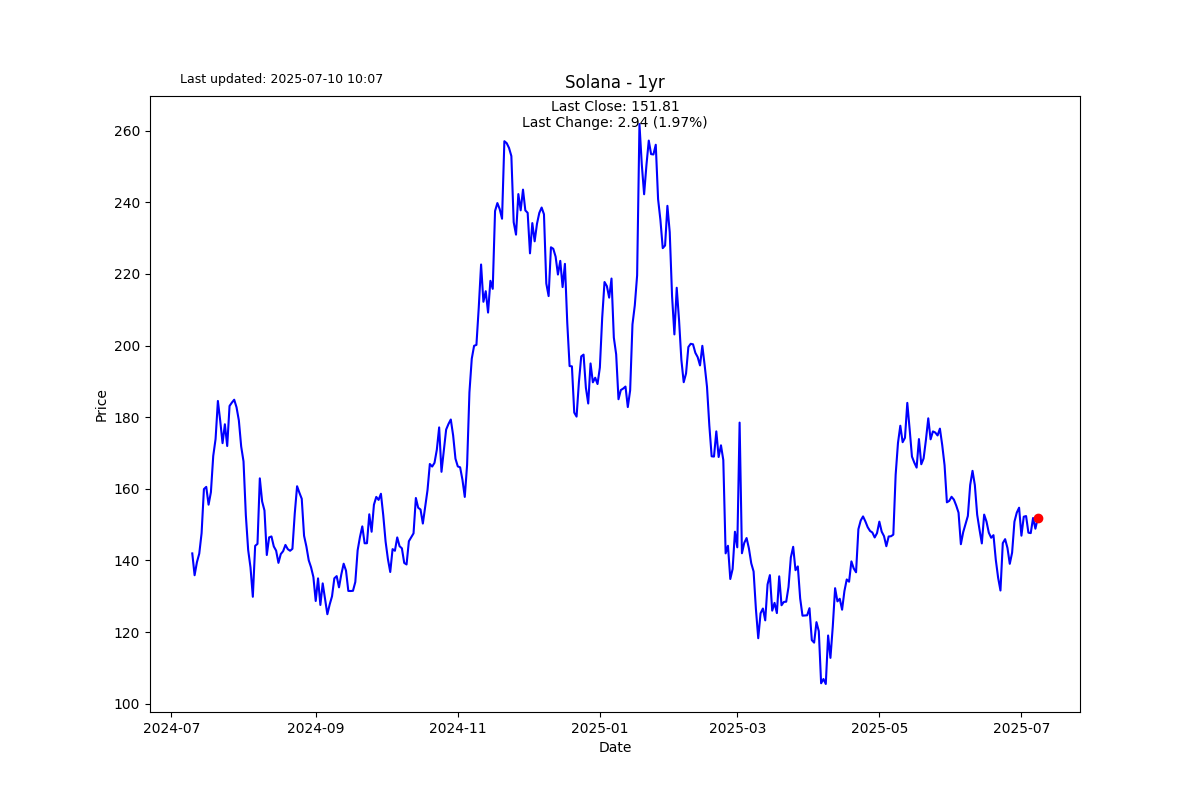 Last updated: 2025-07-10 10:07
Solana - 1yr
Last Close: 151.81
Last Change: 2.94 (1.97%)
260
240
220
200
180
160
140
120
100
Price
2024-07
2024-09
2024-11
2025-01
2025-03
2025-05
2025-07
Date